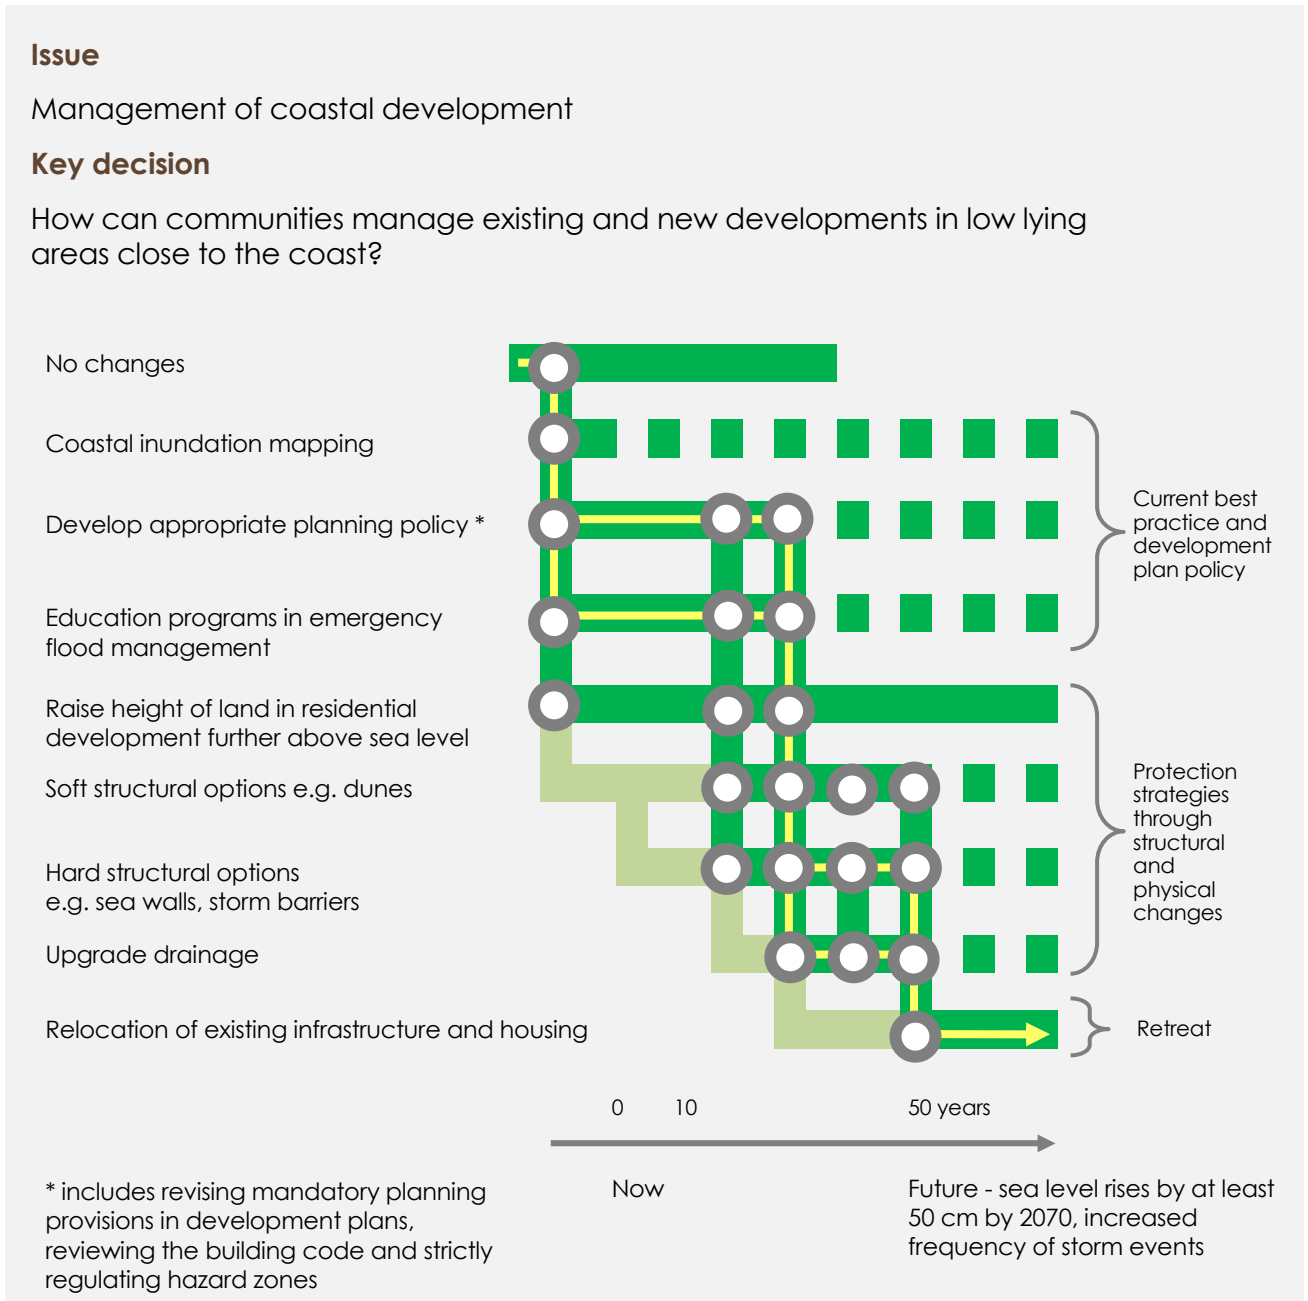 Issue
Management of coastal development
Key decision
How can communities manage existing and new developments in low lying
areas close to the coast?
No changes
Coastal inundation mapping
Develop appropriate planning policy *
Education programs in emergency
flood management
Raise height of land in residential
development further above sea level
Soft structural options e.g. dunes
Hard structural options
e.g. sea walls, storm barriers
Upgrade drainage
Relocation of existing infrastructure and housing
Current best
practice and
development
plan policy
Protection
strategies
through
structural
and
physical
changes
Retreat
0 10 50 years
Now
Future - sea level rises by at least
50 cm by 2070, increased
frequency of storm events
* includes revising mandatory planning
provisions in development plans,
reviewing the building code and strictly
regulating hazard zones